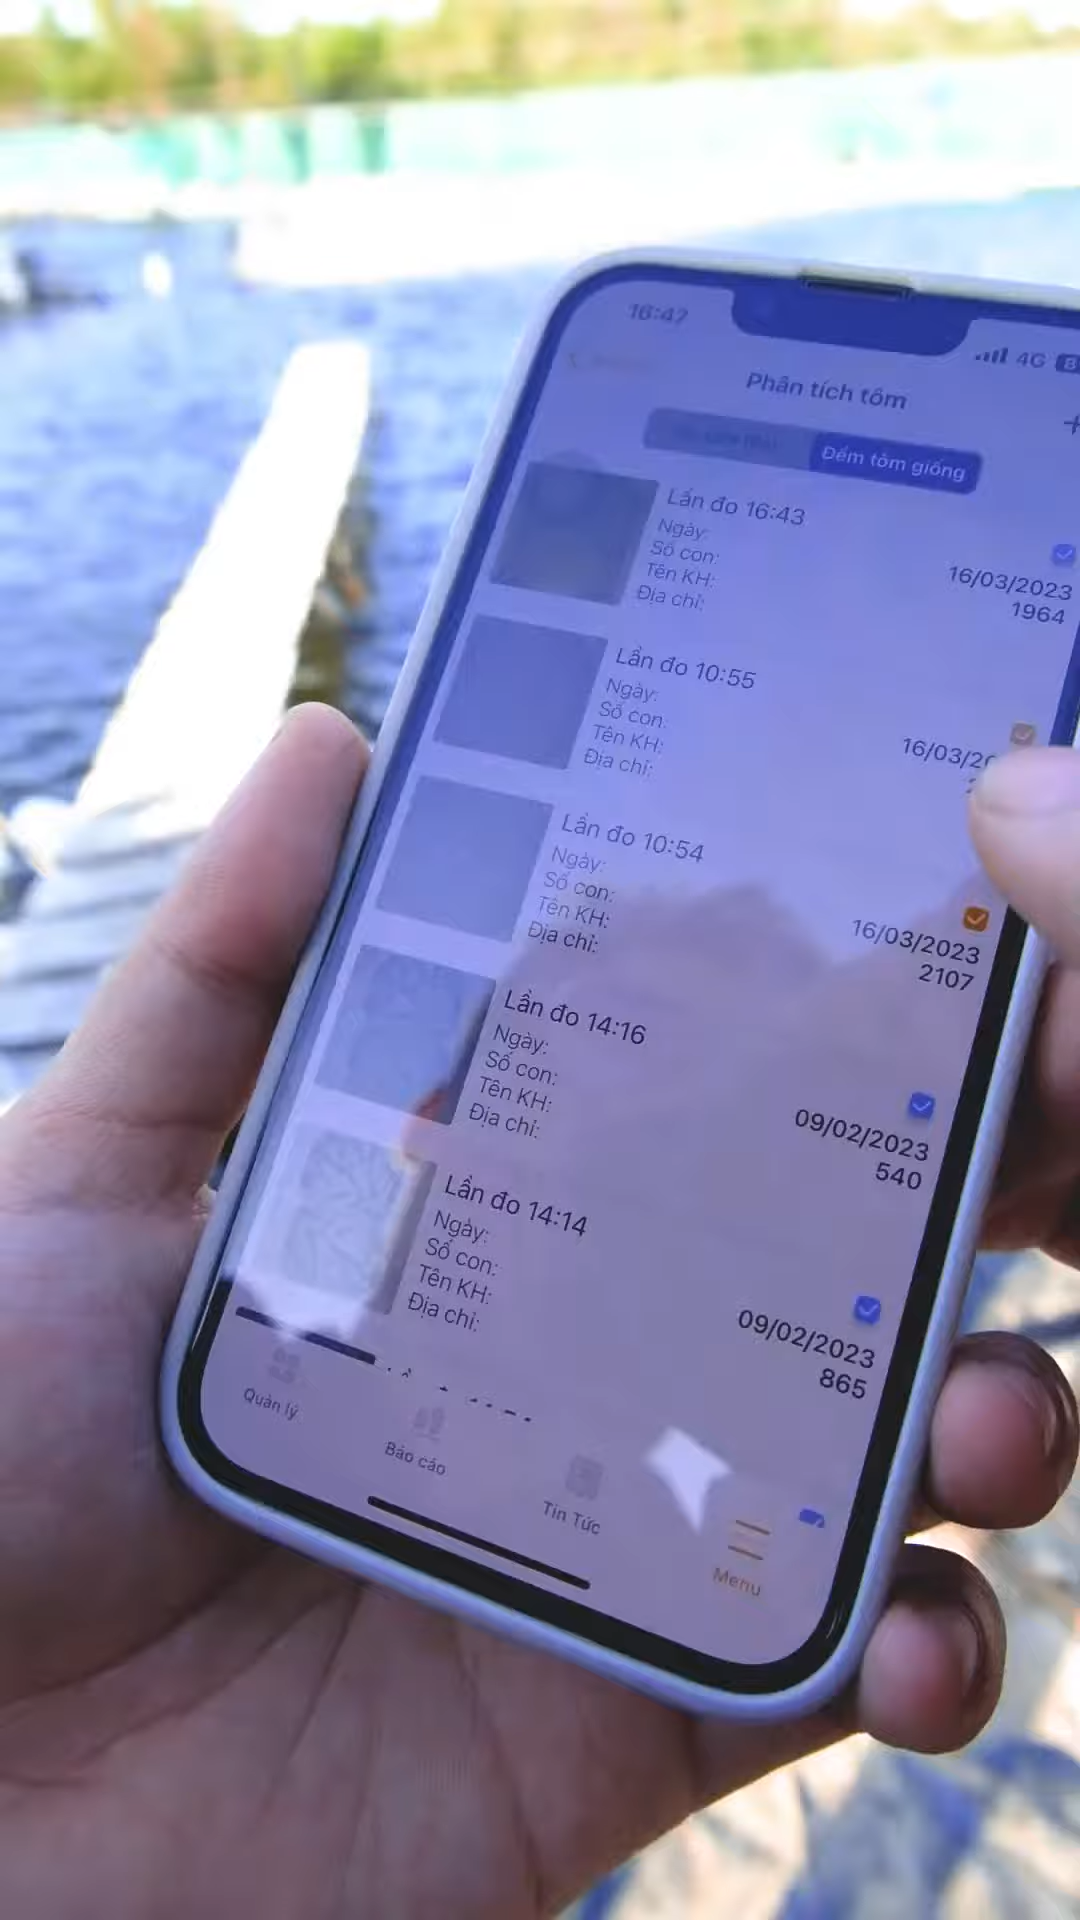 16:47
4G
Phân tích tôm
+
Đếm tôm giống
Lần đo 16:43
Ngày:
16/03/2023
Số con:
1964
Tên KH:
Địa chỉ:
Lần đo 10:55
Ngày:
Số con:
Tên KH:
Địa chỉ:
Lần đo 10:54
Ngày:
16/03/2023
Số con:
2107
Tên KH:
Địa chỉ:
Lần đo 14:16
Ngày:
09/02/2023
Số con:
540
Tên KH:
Địa chỉ:
Lần đo 14:14
Ngày:
09/02/2023
Số con:
865
Tên KH:
Địa chỉ:
Quản lý
Báo cáo
Tin Tức
Menu